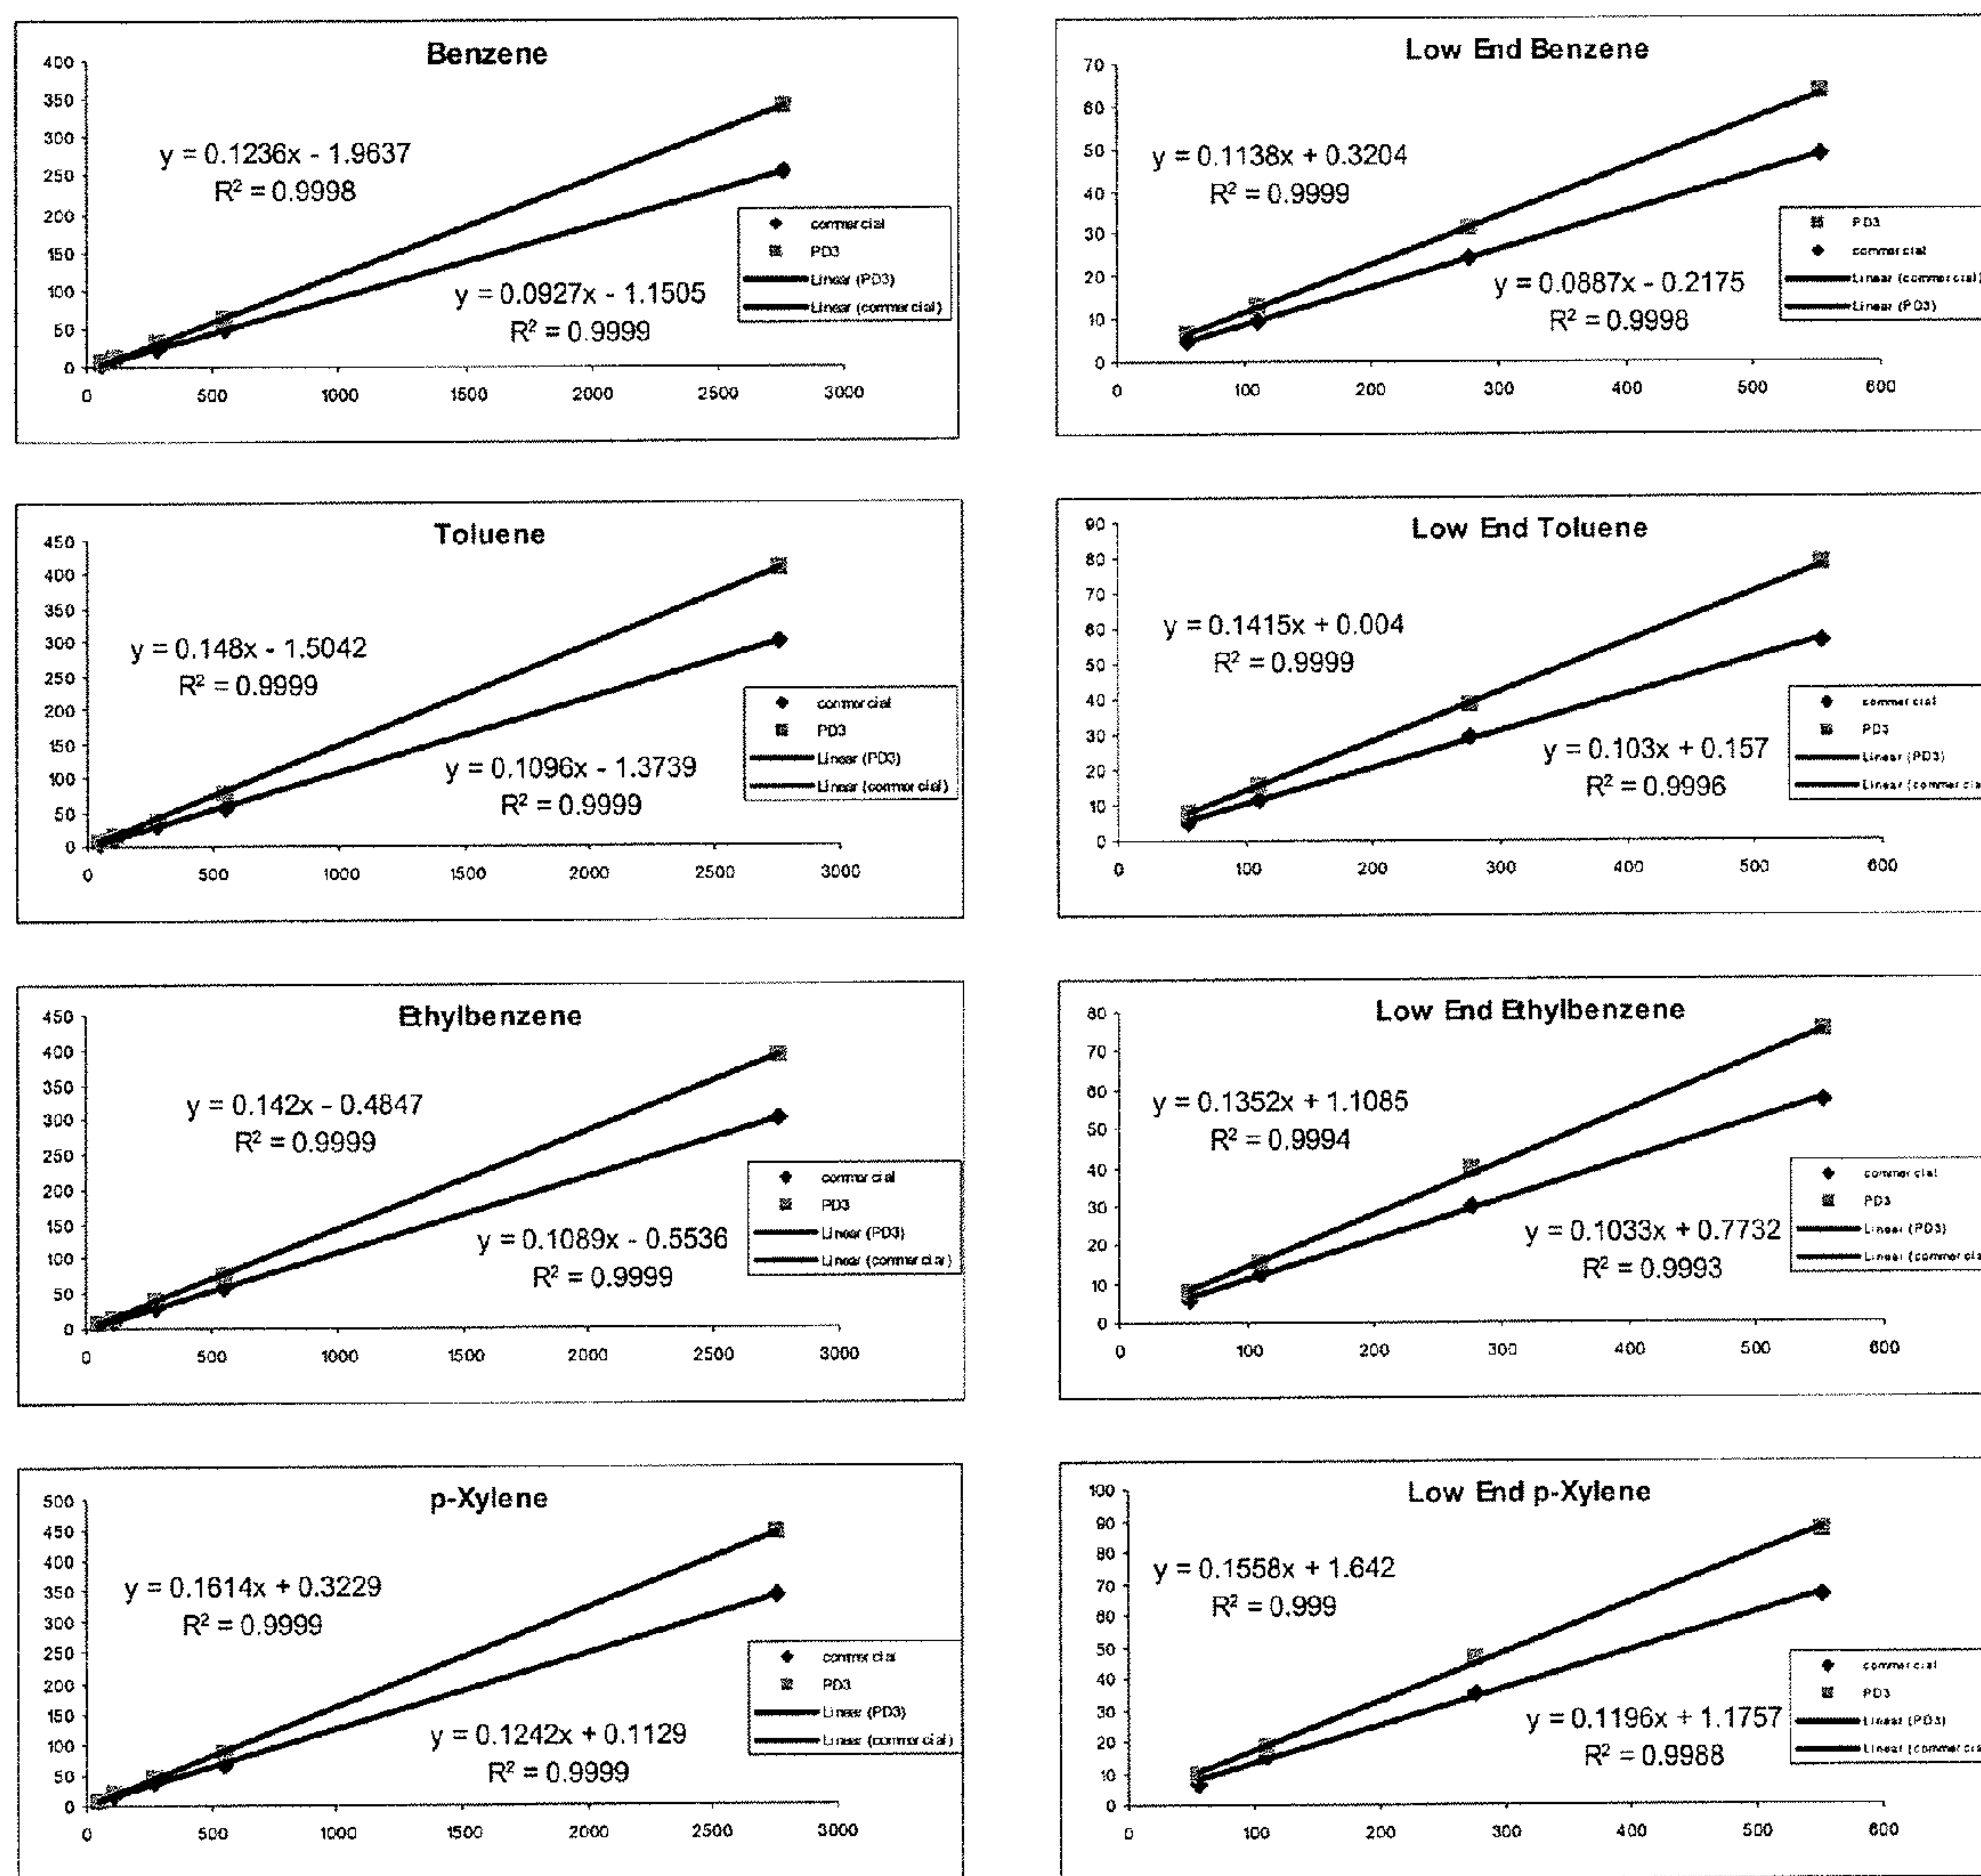 Benzene
400
350
300
250
200
150
100
50
0
y = 0.1236x - 1.9637
R² = 0.9998
y = 0.0927x - 1.1505
R² = 0.9999
commercial
PD3
Linear (PD3)
Linear (commercial)
0 500 1000 1500 2000 2500 3000
Low End Benzene
70
60
50
40
30
20
10
0
y = 0.1138x + 0.3204
R² = 0.9999
y = 0.0887x - 0.2175
R² = 0.9998
PD3
commercial
Linear (commercial)
Linear (PD3)
0 100 200 300 400 500 600
Toluene
450
400
350
300
250
200
150
100
50
0
y = 0.148x - 1.5042
R² = 0.9999
y = 0.1096x - 1.3739
R² = 0.9999
commercial
PD3
Linear (PD3)
Linear (commercial)
0 500 1000 1500 2000 2500 3000
Low End Toluene
90
80
70
60
50
40
30
20
10
0
y = 0.1415x + 0.004
R² = 0.9999
y = 0.103x + 0.157
R² = 0.9996
commercial
PD3
Linear (PD3)
Linear (commercial
0 100 200 300 400 500 600
Ethylbenzene
450
400
350
300
250
200
150
100
50
0
y = 0.142x - 0.4847
R² = 0.9999
y = 0.1089x - 0.5536
R² = 0.9999
commercial
PD3
Linear (PD3)
Linear (commercial)
0 500 1000 1500 2000 2500 3000
Low End Ethylbenzene
80
70
60
50
40
30
20
10
0
y = 0.1352x + 1.1085
R² = 0.9994
y = 0.1033x + 0.7732
R² = 0.9993
commercial
PD3
Linear (PD3)
Linear (commercia
0 100 200 300 400 500 600
p-Xylene
500
450
400
350
300
250
200
150
100
50
0
y = 0.1614x + 0.3229
R² = 0.9999
y = 0.1242x + 0.1129
R² = 0.9999
commercial
PD3
Linear (PD3)
Linear (commercial)
0 500 1000 1500 2000 2500 3000
Low End p-Xylene
100
90
80
70
60
50
40
30
20
10
0
y = 0.1558x + 1.642
R² = 0.999
y = 0.1196x + 1.1757
R² = 0.9988
commercial
PD3
Linear (PD3)
Linear (commercia
0 100 200 300 400 500 600